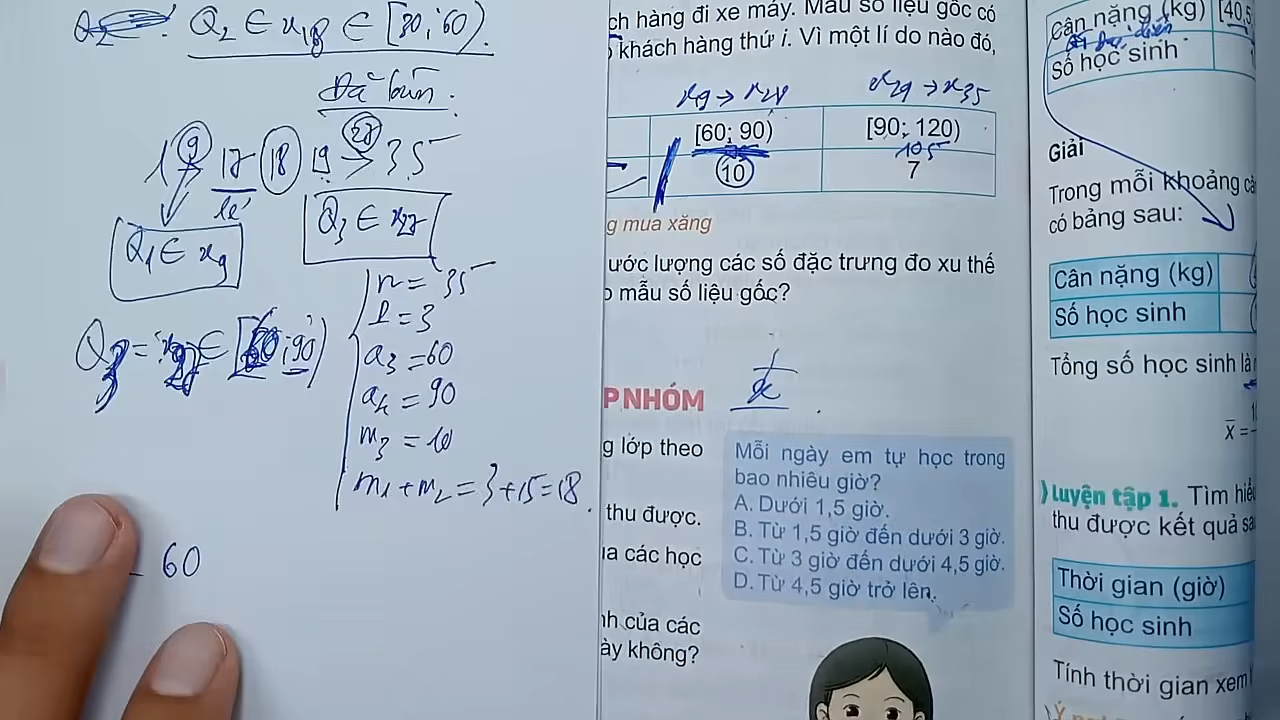 Q₂ ∈ x₁₈ ∈ [30; 60).
Đã bán.
1 9 17 18 19 → 27 35
lẻ
Q₁ ∈ x₉
Q₃ ∈ x₂₇
n = 35
a₃ = 60
a₄ = 90
m₃ = 10
m₁ + m₂ = 3 + 15 = 18.
60
ch hàng đi xe máy. Mẫu số liệu gốc có
khách hàng thứ i. Vì một lí do nào đó,
x₁₉ → x₂₈
x₂₉ → x₃₅
[60; 90) [90; 120)
105
10 7
g mua xăng
ước lượng các số đặc trưng đo xu thế
o mẫu số liệu gốc?
P NHÓM
g lớp theo
thu được.
ủa các học
nh của các
ày không?
Mỗi ngày em tự học trong
bao nhiêu giờ?
A. Dưới 1,5 giờ.
B. Từ 1,5 giờ đến dưới 3 giờ.
C. Từ 3 giờ đến dưới 4,5 giờ.
D. Từ 4,5 giờ trở lên.
Cân nặng (kg) [40,5
Số học sinh
Giải
Trong mỗi khoảng
có bảng sau:
Cân nặng (kg)
Số học sinh
Tổng số học sinh là
x̄ =
Luyện tập 1. Tìm hiể
thu được kết quả sa
Thời gian (giờ)
Số học sinh
Tính thời gian xem